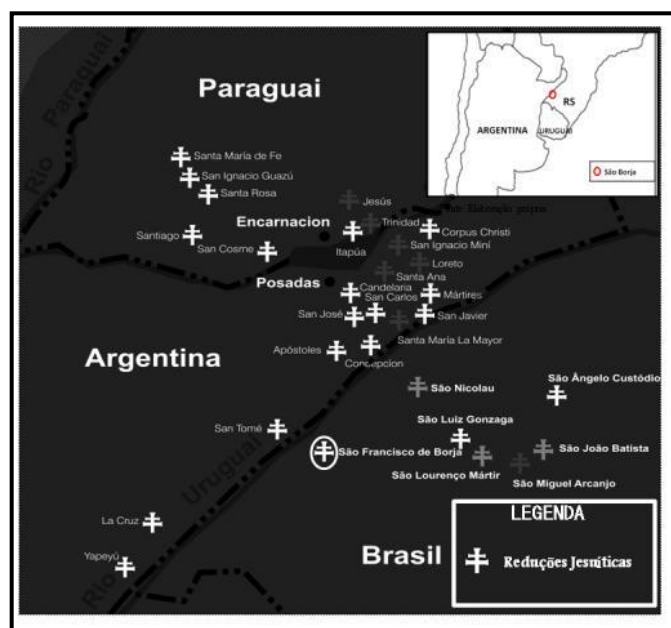 Paraguai
Rio Paraguai
Santa María de Fe
San Ignacio Guazú
Santa Rosa
Santiago
San Cosme
Encarnacion
Itapúa
Jesús
Trinidad
Corpus Christi
San Ignacio Miní
Loreto
Santa Ana
Posadas
Candelaria
San Carlos
Mártires
San José
San Javier
Apóstoles
Santa María La Mayor
Concepcion
Argentina
São Nicolau
São Ângelo Custódio
São Luiz Gonzaga
San Tomé
São Francisco de Borja
São João Batista
São Lourenço Mártir
São Miguel Arcanjo
La Cruz
Yapeyú
Rio Uruguai
Brasil
ARGENTINA
URUGUAI
RS
São Borja
Elaboração própria
LEGENDA
Reduções Jesuíticas